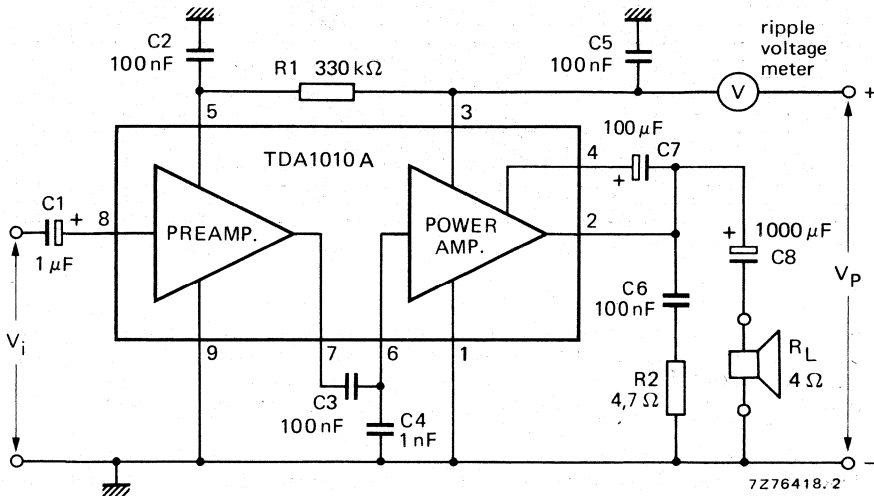 C2
100 nF
R1 330 kΩ
C5
100 nF
ripple
voltage
meter
V
+
5
3
TDA1010A
100 μF
4
C7
+
C1
+
8
1 μF
PREAMP.
POWER
AMP.
2
+
1000 μF
C8
Vp
C6
100 nF
Vi
9
7
6
1
C3
100 nF
C4
1 nF
R2
4,7 Ω
RL
4 Ω
−
7Z76418.2